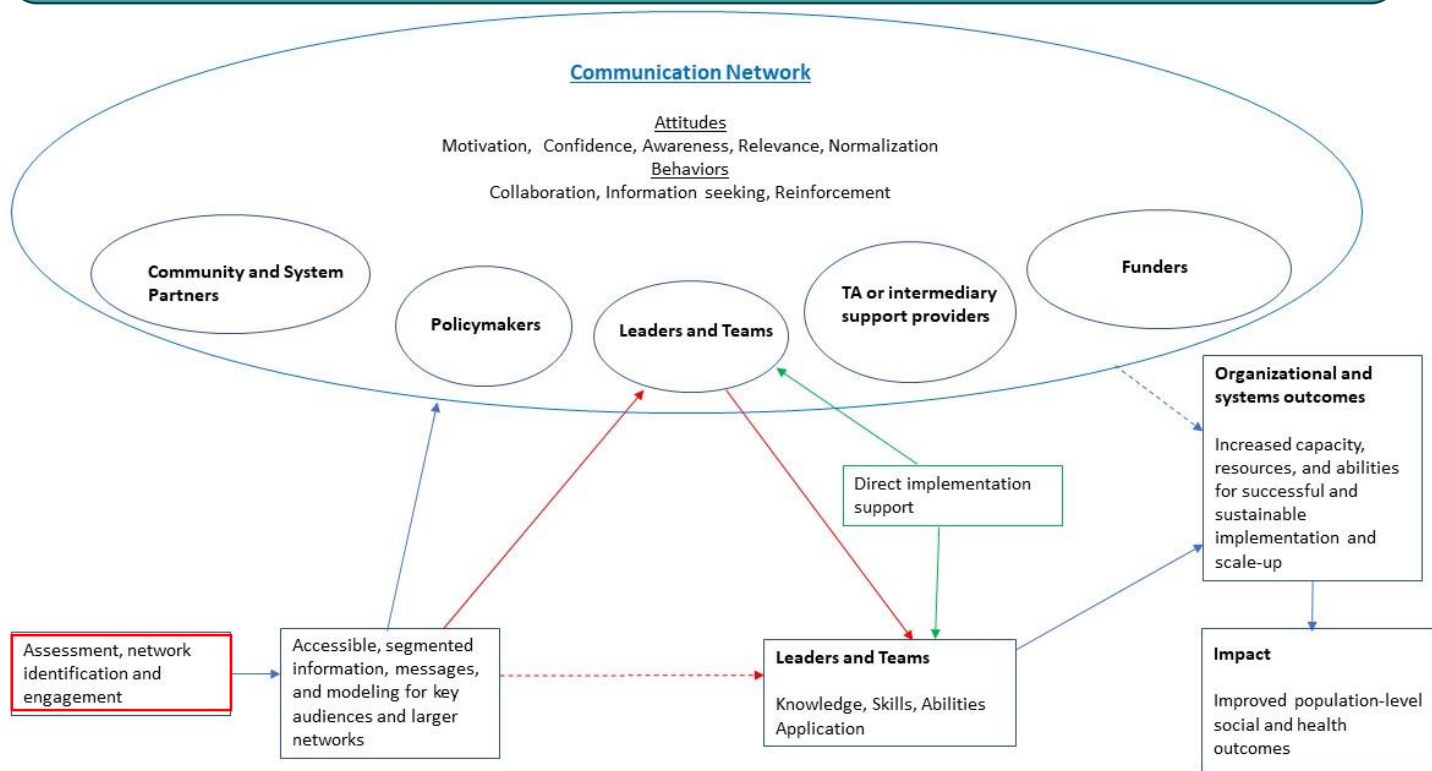 Communication Network
Attitudes
Motivation, Confidence, Awareness, Relevance, Normalization
Behaviors
Collaboration, Information seeking, Reinforcement
Community and System
Partners
Policymakers
Leaders and Teams
TA or intermediary
support providers
Funders
Organizational and
systems outcomes
Increased capacity,
resources, and abilities
for successful and
sustainable
implementation and
scale-up
Direct implementation
support
Assessment, network
identification and
engagement
Accessible, segmented
information, messages,
and modeling for key
audiences and larger
networks
Leaders and Teams
Knowledge, Skills, Abilities
Application
Impact
Improved population-level
social and health
outcomes